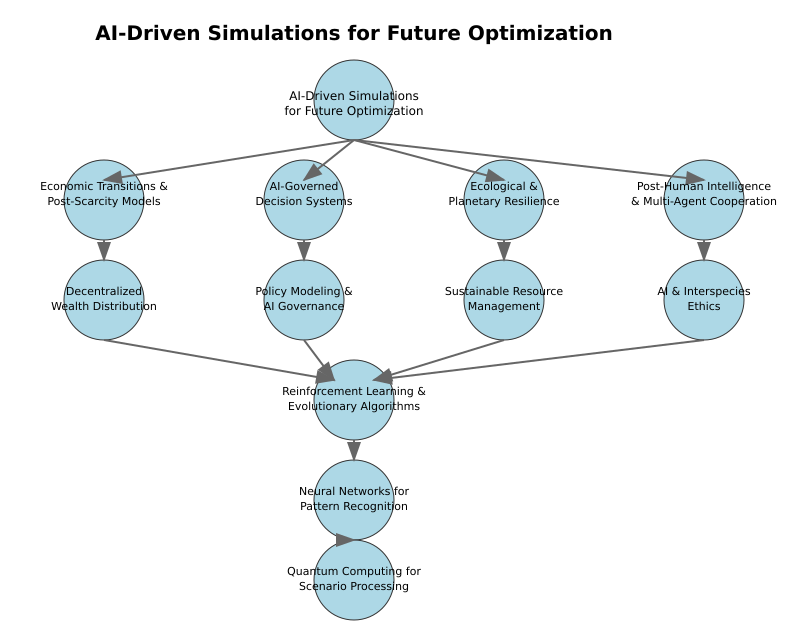 AI-Driven Simulations for Future Optimization
AI-Driven Simulations
for Future Optimization
Economic Transitions &
Post-Scarcity Models
AI-Governed
Decision Systems
Ecological &
Planetary Resilience
Post-Human Intelligence
& Multi-Agent Cooperation
Decentralized
Wealth Distribution
Policy Modeling &
AI Governance
Sustainable Resource
Management
AI & Interspecies
Ethics
Reinforcement Learning &
Evolutionary Algorithms
Neural Networks for
Pattern Recognition
Quantum Computing for
Scenario Processing